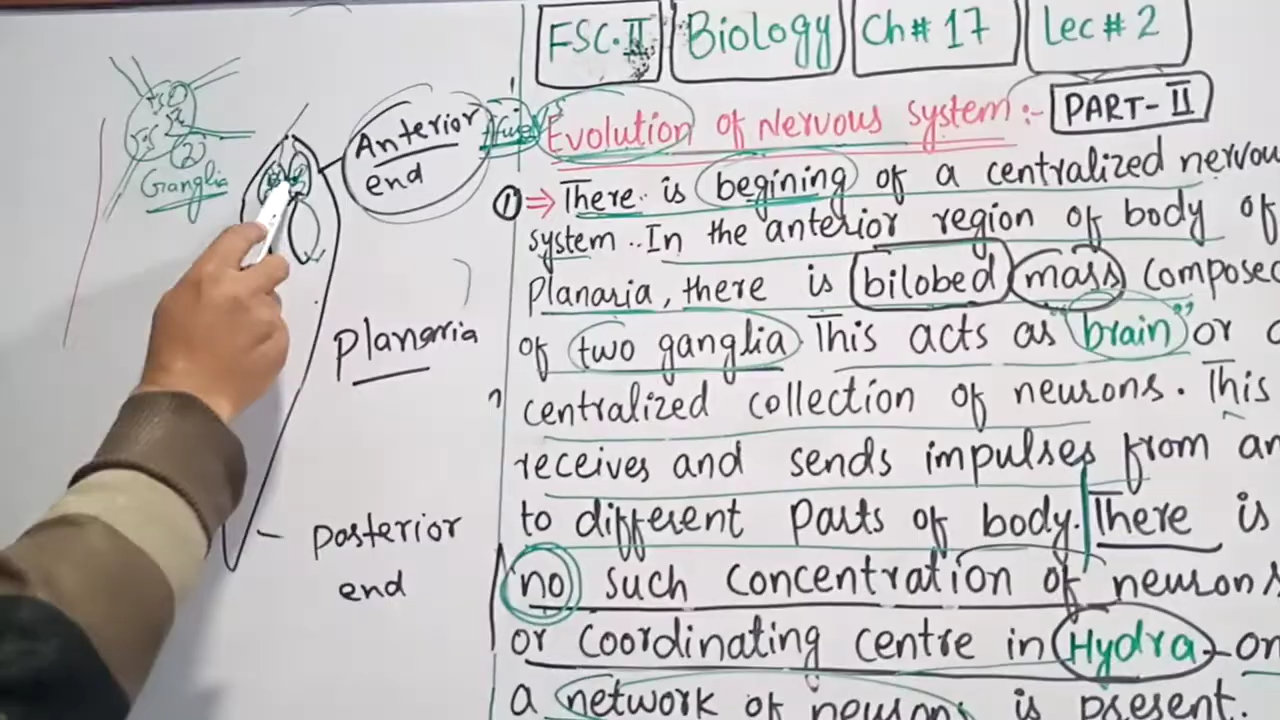 FSC.II Biology Ch# 17 Lec # 2
Evolution of Nervous system :- PART-II
① ⇒ There is begining of a centralized nervou
system.. In the anterior region of body of
Planaria, there is bilobed mass compose
of two ganglia This acts as "brain" or
centralized collection of neurons. This
receives and sends impulses from an
to different parts of body. There is
no such concentration of neurons
or coordinating centre in Hydra
a network of neurons is present.
Ganglia
Anterior
end
Planaria
Posterior
end